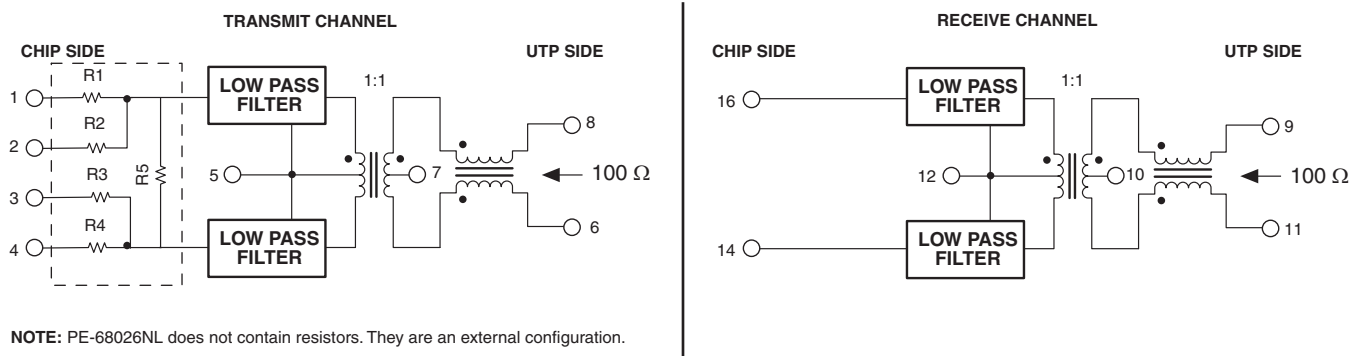 TRANSMIT CHANNEL
CHIP SIDE
UTP SIDE
R1
1
R2
2
R3
3
R4
4
R5
LOW PASS
FILTER
1:1
5
7
8
100 Ω
6
LOW PASS
FILTER
NOTE: PE-68026NL does not contain resistors. They are an external configuration.
RECEIVE CHANNEL
CHIP SIDE
UTP SIDE
16
LOW PASS
FILTER
1:1
12
10
9
100 Ω
11
14
LOW PASS
FILTER